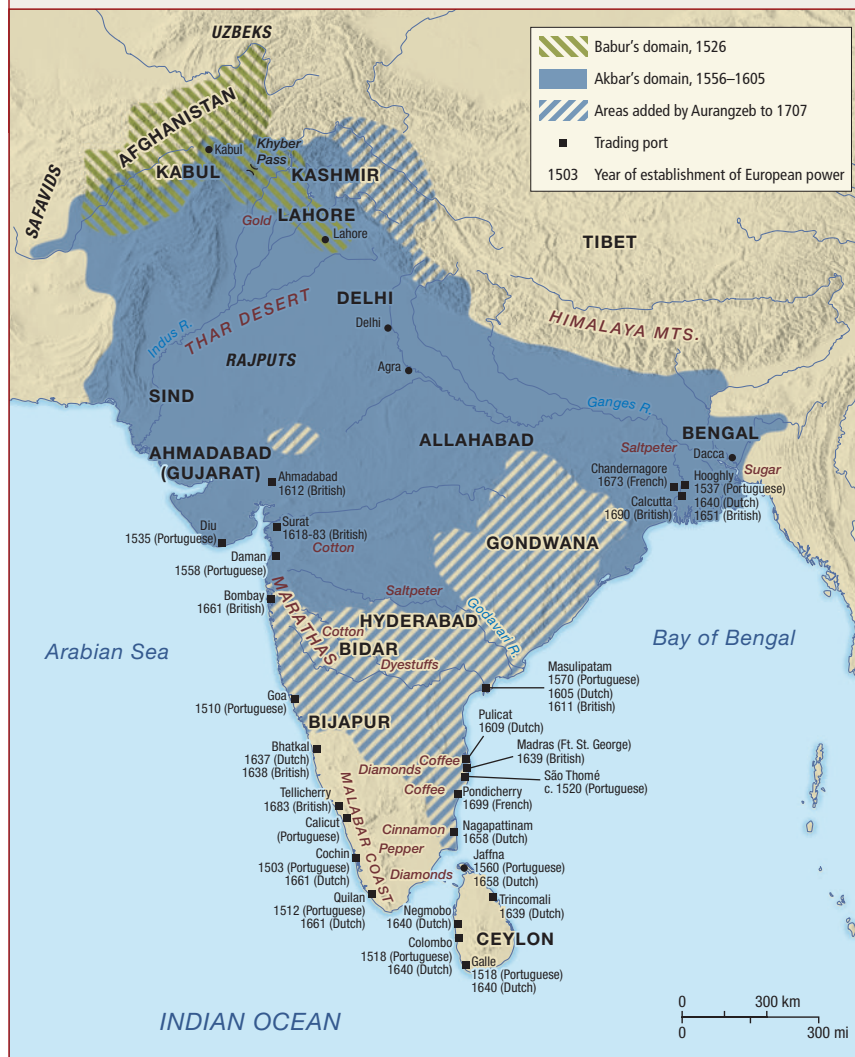 UZBEKS
Babur's domain, 1526
Akbar's domain, 1556–1605
Areas added by Aurangzeb to 1707
Trading port
1503 Year of establishment of European power
AFGHANISTAN
Kabul
Khyber
Pass
KABUL
KASHMIR
SAFAVIDS
LAHORE
Gold
Lahore
TIBET
DELHI
Delhi
THAR DESERT
Indus R.
HIMALAYA MTS.
RAJPUTS
Agra
SIND
Ganges R.
ALLAHABAD
BENGAL
AHMADABAD
(GUJARAT)
Saltpeter
Dacca
Sugar
Ahmadabad
1612 (British)
Chandernagore
1673 (French)
Hooghly
1537 (Portuguese)
1640 (Dutch)
1651 (British)
Calcutta
1690 (British)
Diu
1535 (Portuguese)
Surat
1618-83 (British)
Cotton
GONDWANA
Daman
1558 (Portuguese)
Saltpeter
Bombay
1661 (British)
MARATHAS
HYDERABAD
Godavari R.
Cotton
BIDAR
Dyestuffs
Arabian Sea
Bay of Bengal
Masulipatam
1570 (Portuguese)
1605 (Dutch)
1611 (British)
Goa
1510 (Portuguese)
BIJAPUR
Pulicat
1609 (Dutch)
Bhatkal
1637 (Dutch)
1638 (British)
Coffee
Madras (Ft. St. George)
1639 (British)
Diamonds
São Thomé
c. 1520 (Portuguese)
Coffee
Tellicherry
1683 (British)
MALABAR COAST
Pondicherry
1699 (French)
Calicut
(Portuguese)
Cinnamon
Nagapattinam
1658 (Dutch)
Pepper
Cochin
1503 (Portuguese)
1661 (Dutch)
Jaffna
1560 (Portuguese)
1658 (Dutch)
Diamonds
Quilan
1512 (Portuguese)
1661 (Dutch)
Trincomali
1639 (Dutch)
Negmobo
1640 (Dutch)
CEYLON
Colombo
1518 (Portuguese)
1640 (Dutch)
Galle
1518 (Portuguese)
1640 (Dutch)
INDIAN OCEAN
0 300 km
0 300 mi